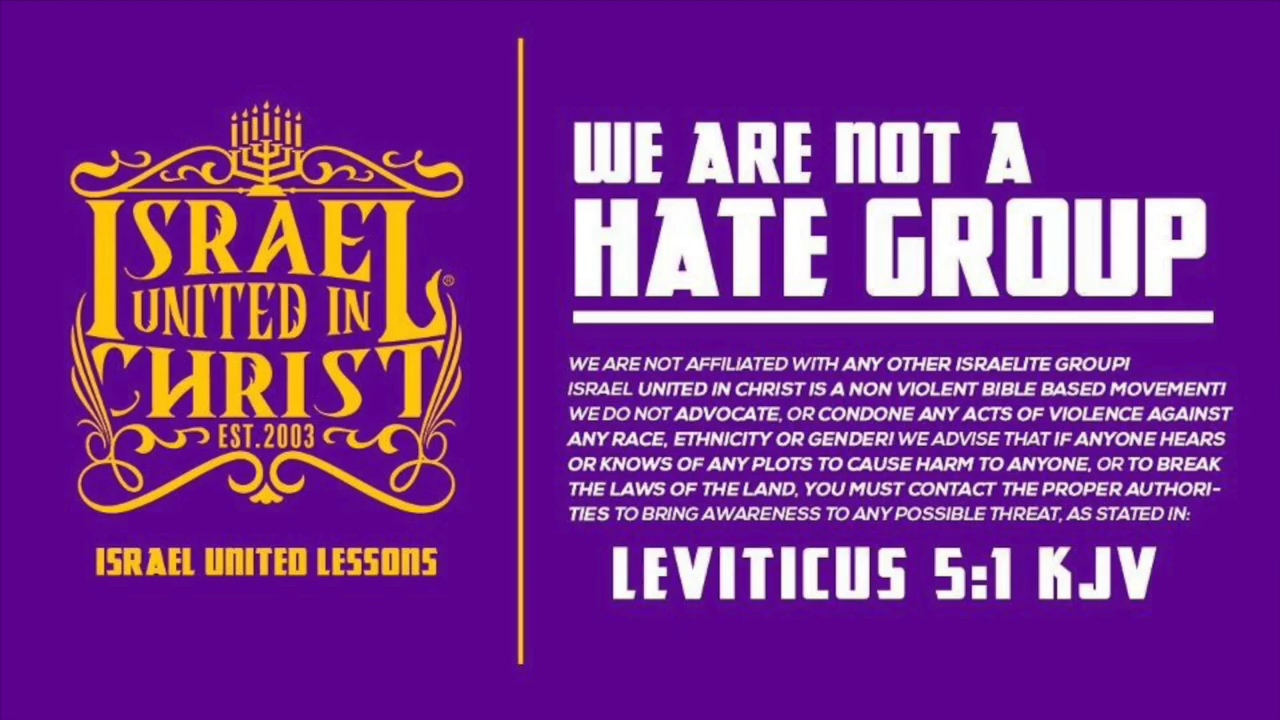 ISRAEL
UNITED IN
CHRIST
EST.2003
ISRAEL UNITED LESSONS
WE ARE NOT A
HATE GROUP
WE ARE NOT AFFILIATED WITH ANY OTHER ISRAELITE GROUP!
ISRAEL UNITED IN CHRIST IS A NON VIOLENT BIBLE BASED MOVEMENT!
WE DO NOT ADVOCATE, OR CONDONE ANY ACTS OF VIOLENCE AGAINST
ANY RACE, ETHNICITY OR GENDER! WE ADVISE THAT IF ANYONE HEARS
OR KNOWS OF ANY PLOTS TO CAUSE HARM TO ANYONE, OR TO BREAK
THE LAWS OF THE LAND, YOU MUST CONTACT THE PROPER AUTHORI-
TIES TO BRING AWARENESS TO ANY POSSIBLE THREAT, AS STATED IN:
LEVITICUS 5:1 KJV